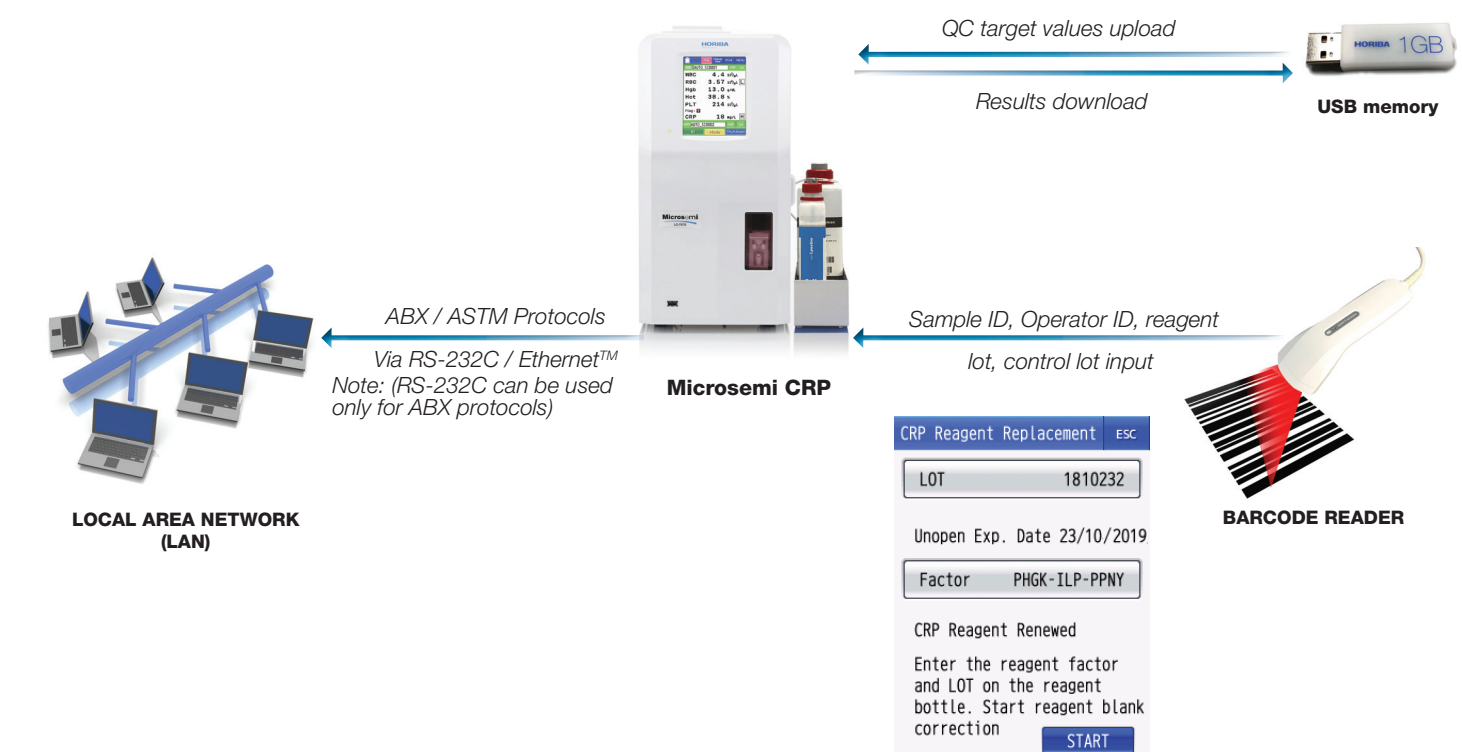 QC target values upload
Results download
HORIBA 1GB
USB memory
HORIBA
WBC 4.4
RBC 3.57
Hgb 13.0
Hct 38.8 %
PLT 214
CRP 18
Microsemi
ABX / ASTM Protocols
Via RS-232C / Ethernet™
Note: (RS-232C can be used
only for ABX protocols)
Microsemi CRP
Sample ID, Operator ID, reagent
lot, control lot input
LOCAL AREA NETWORK
(LAN)
BARCODE READER
CRP Reagent Replacement ESC
LOT 1810232
Unopen Exp. Date 23/10/2019
Factor PHGK-ILP-PPNY
CRP Reagent Renewed
Enter the reagent factor
and LOT on the reagent
bottle. Start reagent blank
correction
START